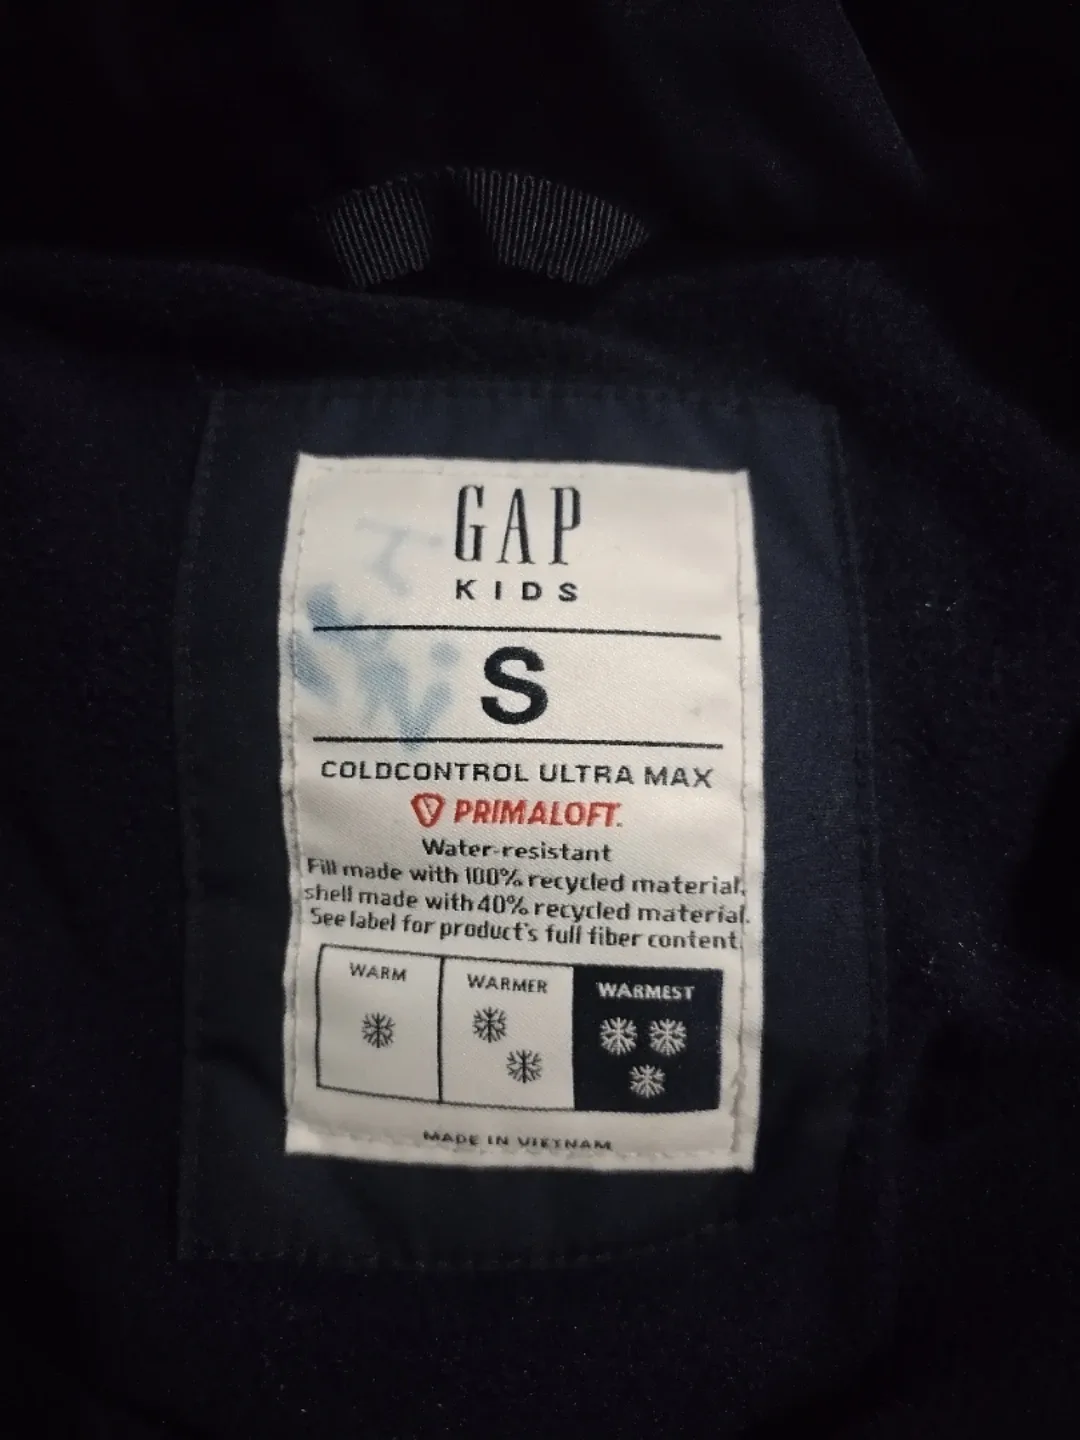 GAP
KIDS
S
COLDCONTROL ULTRA MAX
PRIMALOFT.
Water-resistant
Fill made with 100% recycled material,
shell made with 40% recycled material.
See label for product's full fiber content.
WARM
WARMER
WARMEST
MADE IN VIETNAM